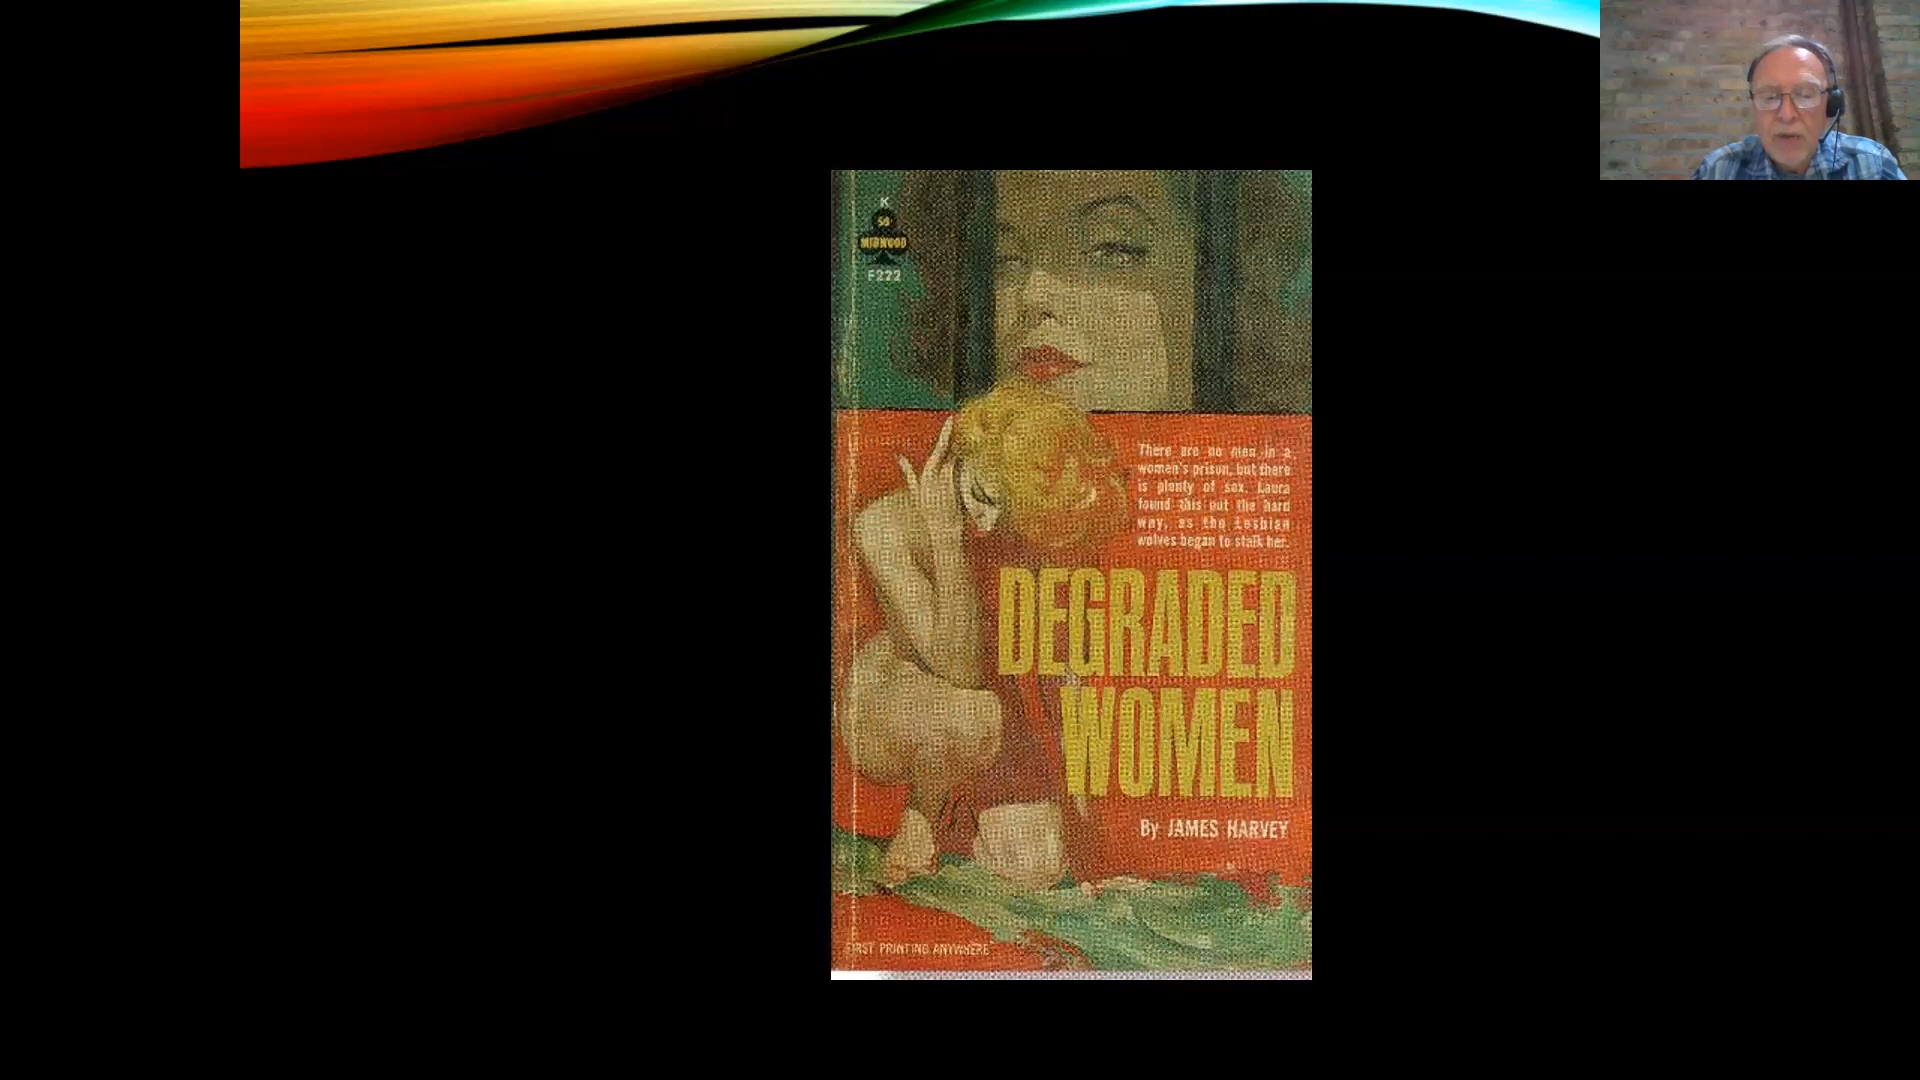 K
50
MIDWOOD
F222
There are no men in a
women's prison, but there
is plenty of sex. Laura
found this out the hard
way, as the Lesbian
wolves began to stalk her.
DEGRADED
WOMEN
By JAMES HARVEY
FIRST PRINTING ANYWHERE